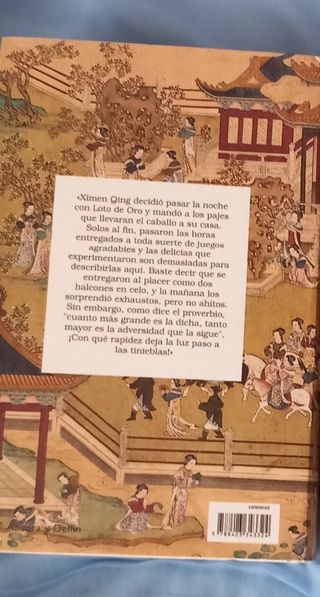 «Ximen Qing decidió pasar la noche
con Loto de Oro y mandó a los pajes
que llevaran el caballo a su casa.
Solos al fin, pasaron las horas
entregados a toda suerte de juegos
agradables y las delicias que
experimentaron son demasiadas para
describirlas aquí. Baste decir que se
entregaron al placer como dos
halcones en celo, y la mañana los
sorprendió exhaustos, pero no ahítos.
Sin embargo, como dice el proverbio,
"cuanto más grande es la dicha, tanto
mayor es la adversidad que la sigue".
¡Con qué rapidez deja la luz paso a
las tinieblas!»
Áncora y Delfín